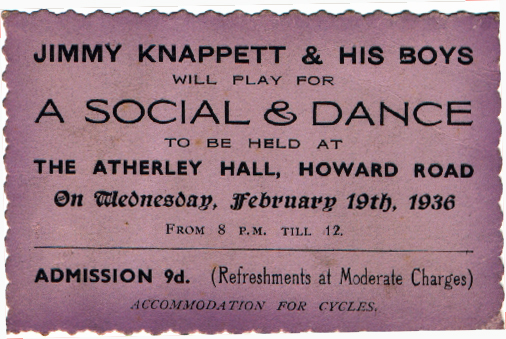 JIMMY KNAPPETT & HIS BOYS
WILL PLAY FOR
A SOCIAL & DANCE
TO BE HELD AT
THE ATHERLEY HALL, HOWARD ROAD
On Wednesday, February 19th, 1936
FROM 8 P.M. TILL 12.
ADMISSION 9d. (Refreshments at Moderate Charges)
ACCOMMODATION FOR CYCLES.